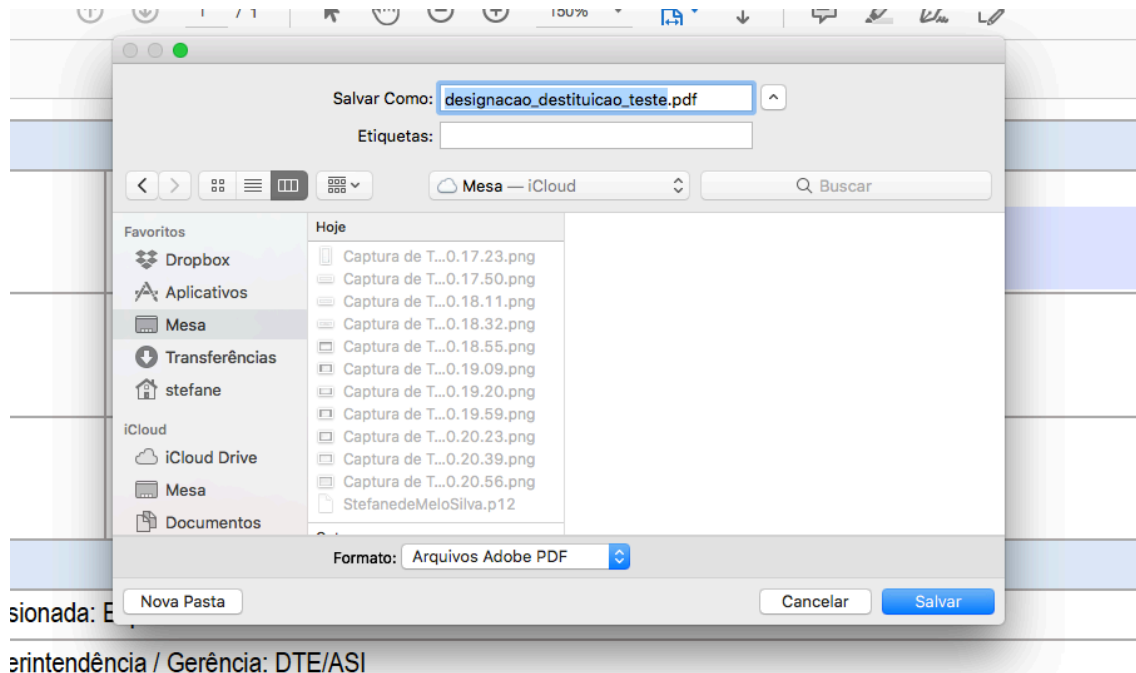 1 / 1 150%
Salvar Como: designacao_destituicao_teste.pdf
Etiquetas:
Mesa — iCloud
Buscar
Favoritos
Dropbox
Aplicativos
Mesa
Transferências
stefane
iCloud
iCloud Drive
Mesa
Documentos
Hoje
Captura de T...0.17.23.png
Captura de T...0.17.50.png
Captura de T...0.18.11.png
Captura de T...0.18.32.png
Captura de T...0.18.55.png
Captura de T...0.19.09.png
Captura de T...0.19.20.png
Captura de T...0.19.59.png
Captura de T...0.20.23.png
Captura de T...0.20.39.png
Captura de T...0.20.56.png
StefanedeMeloSilva.p12
Formato: Arquivos Adobe PDF
Nova Pasta
Cancelar
Salvar
sionada: E
erintendência / Gerência: DTE/ASI